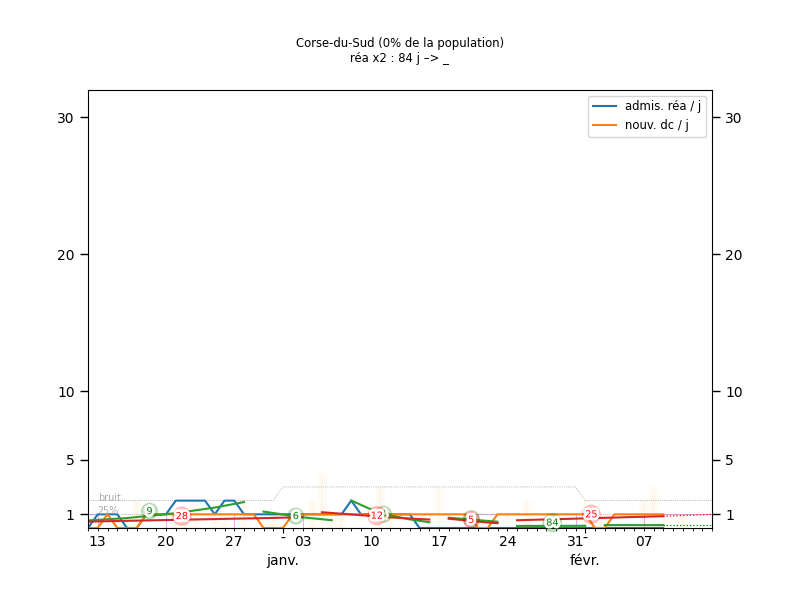 Corse-du-Sud (0% de la population)
réa x2 : 84 j –> _
admis. réa / j
nouv. dc / j
30 30
20 20
10 10
5 5
1 1
bruit
25%
9 28 6 12 5 84 25
13 20 27 - 03 10 17 24 31 - 07
janv. févr.